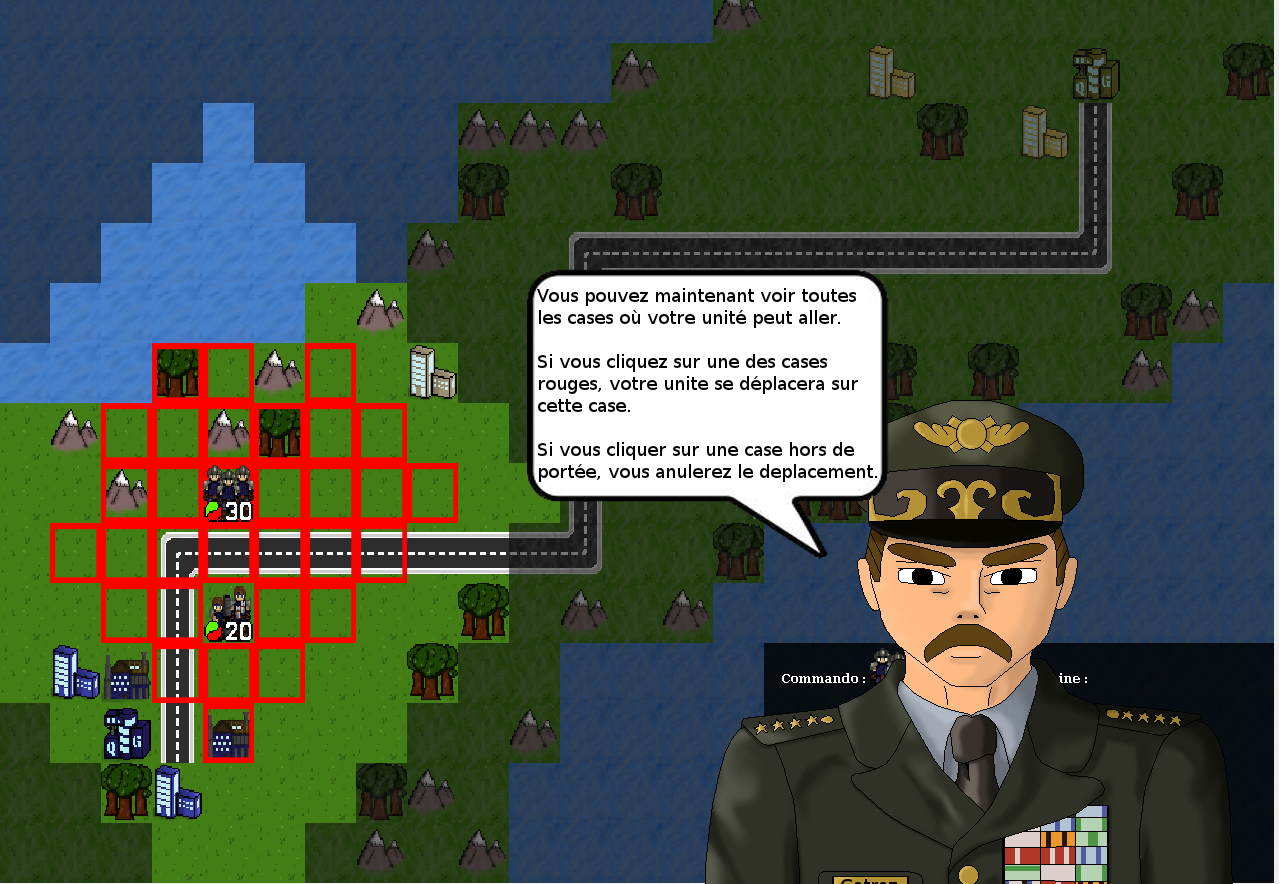 Vous pouvez maintenant voir toutes
les cases où votre unité peut aller.
Si vous cliquez sur une des cases
rouges, votre unite se déplacera sur
cette case.
Si vous cliquer sur une case hors de
portée, vous anulerez le deplacement.
30
20
Q G
Q G
Commando : ine :